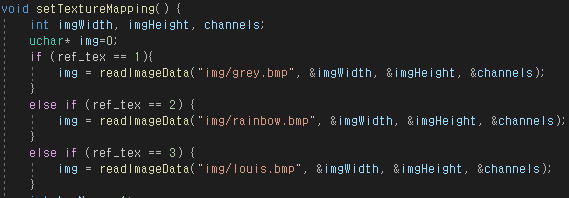 void setTextureMapping() {
int imgWidth, imgHeight, channels;
uchar* img=0;
if (ref_tex == 1){
img = readImageData("img/grey.bmp", &imgWidth, &imgHeight, &channels);
}
else if (ref_tex == 2) {
img = readImageData("img/rainbow.bmp", &imgWidth, &imgHeight, &channels);
}
else if (ref_tex == 3) {
img = readImageData("img/louis.bmp", &imgWidth, &imgHeight, &channels);
}